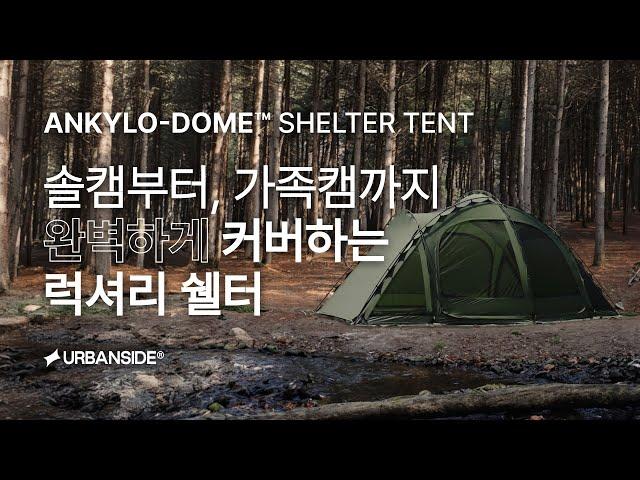 ANKYLO-DOME™ SHELTER TENT
솔캠부터, 가족캠까지
완벽하게 커버하는
럭셔리 쉘터
URBANSIDE®